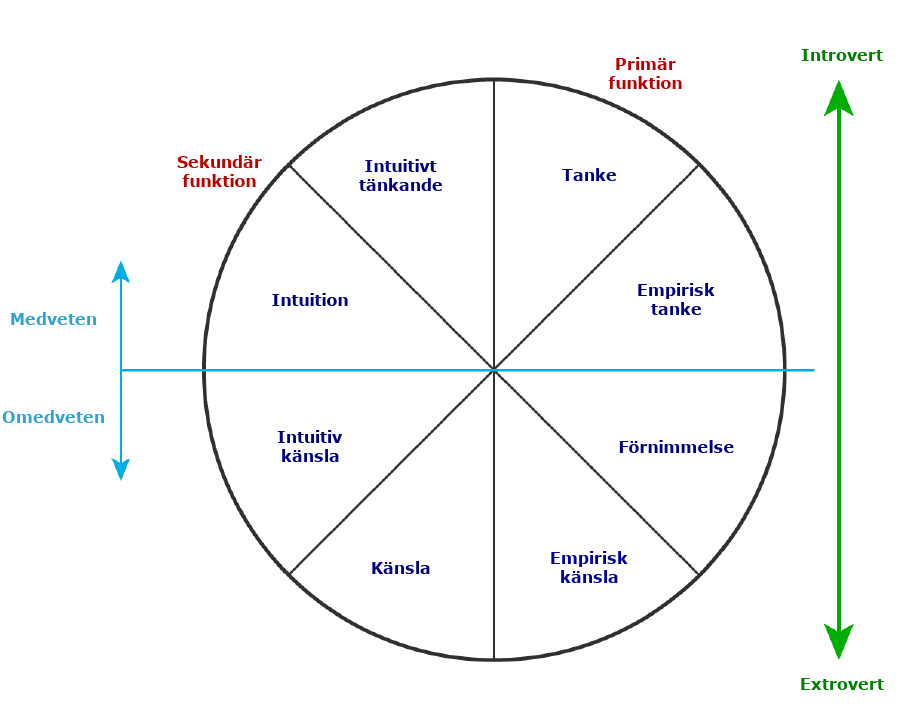 Introvert
Primär
funktion
Sekundär
funktion
Intuitivt
tänkande
Tanke
Intuition
Empirisk
tanke
Medveten
Omedveten
Intuitiv
känsla
Förnimmelse
Känsla
Empirisk
känsla
Extrovert